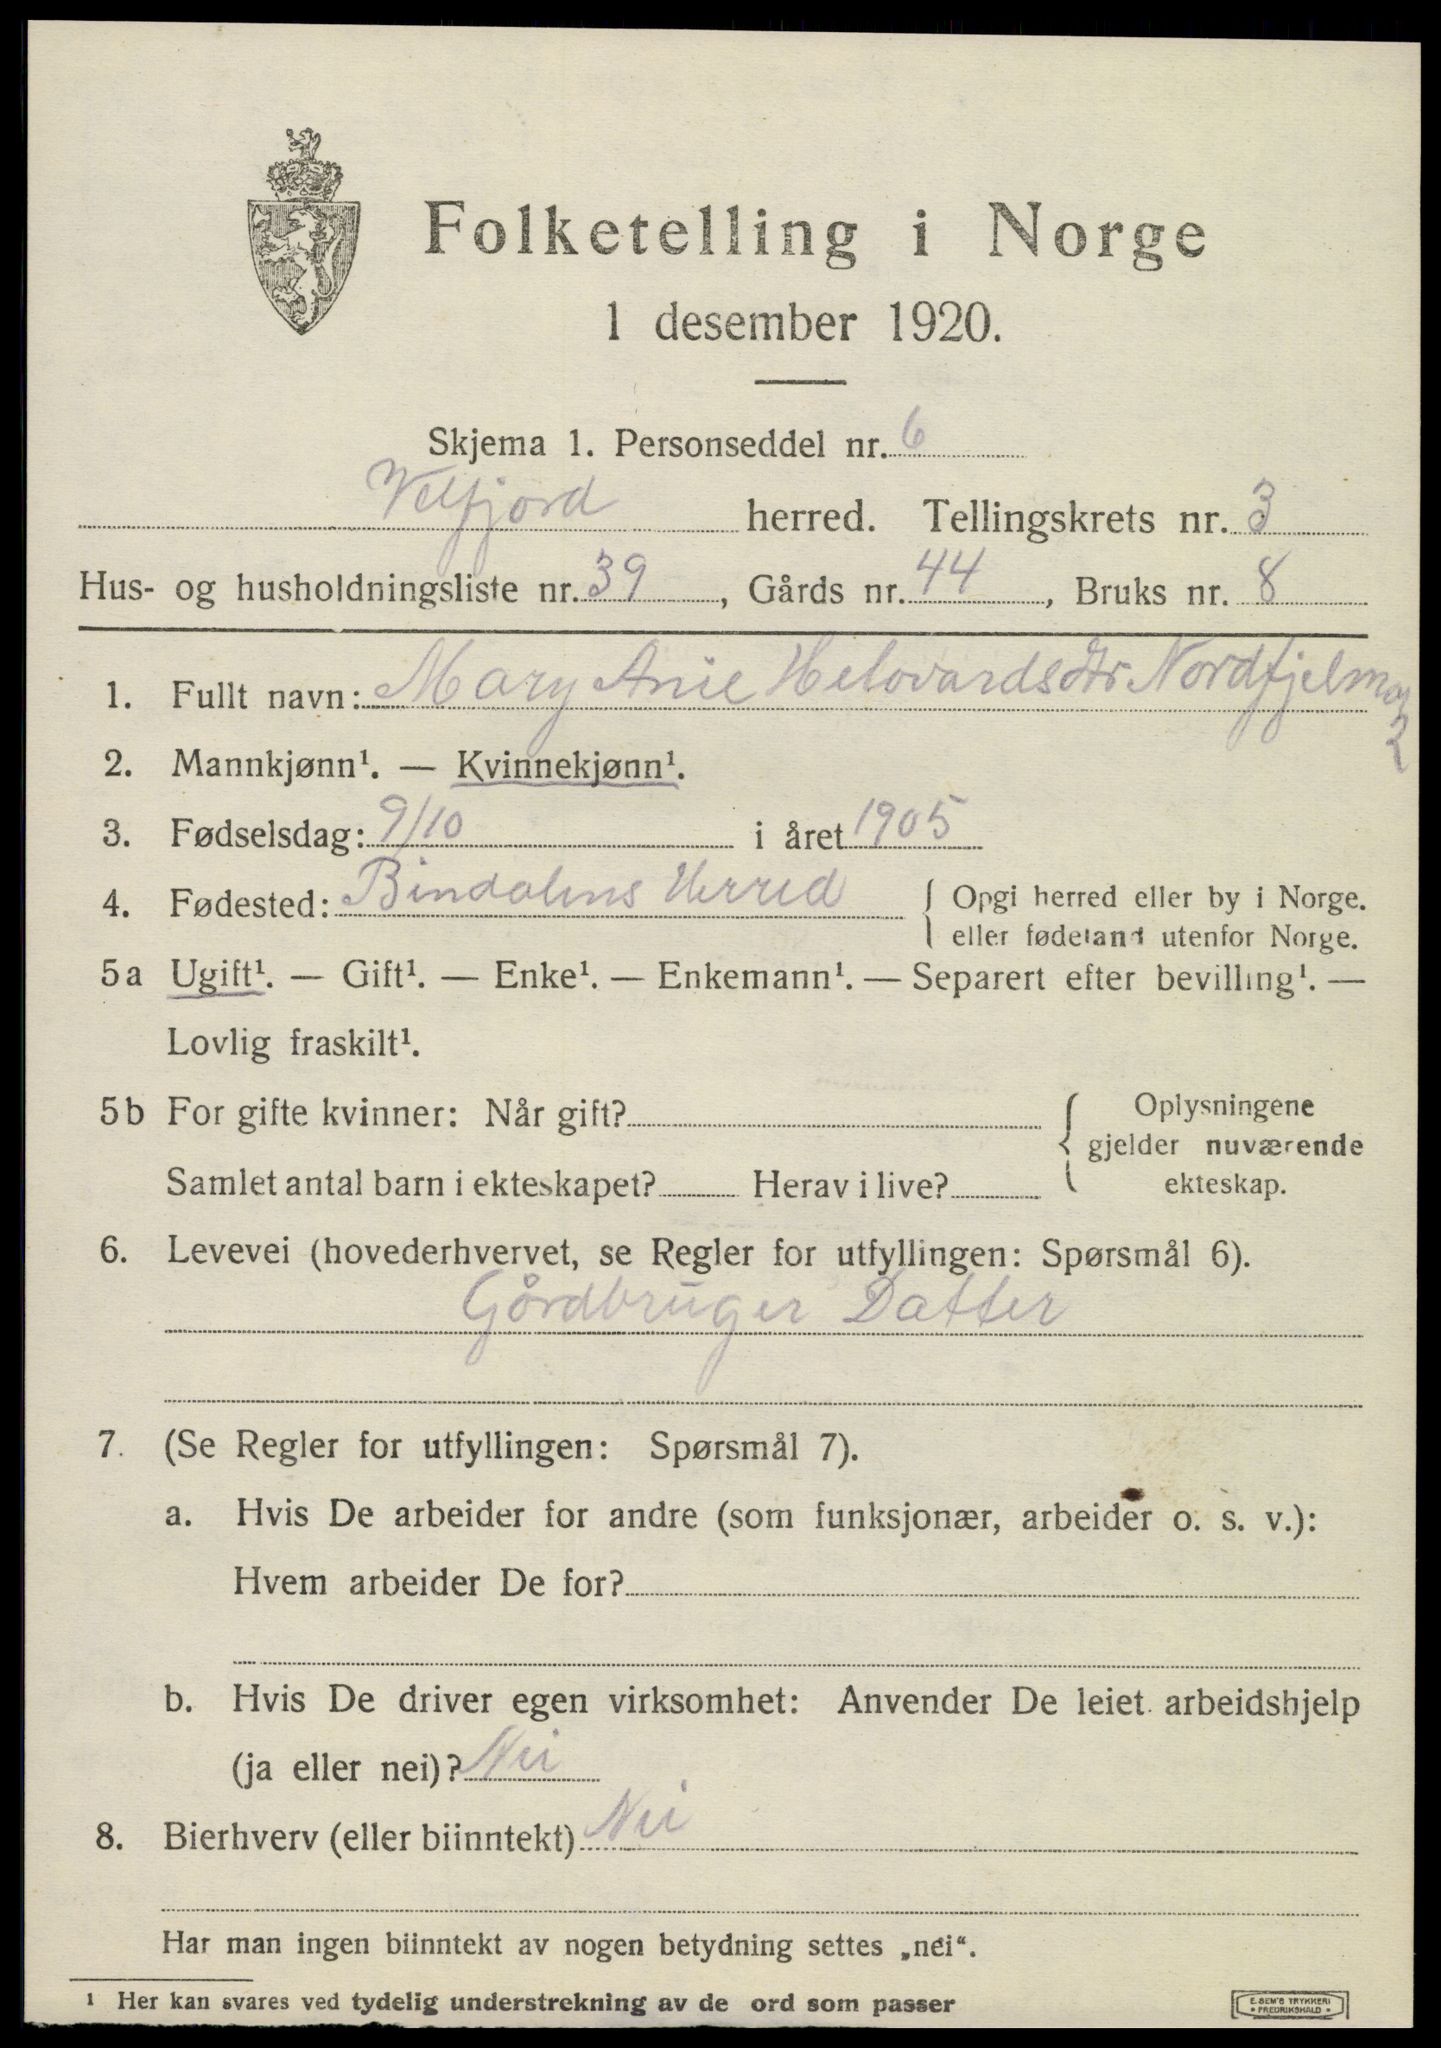 Folketelling i Norge
1 desember 1920.
Skjema 1. Personseddel nr. 6
Velfjord herred. Tellingskrets nr. 3
Hus- og husholdningsliste nr. 39, Gårds nr. 44, Bruks nr. 8
1. Fullt navn: Mary Anie Helovardsdtr Nordfjelmo
2. Mannkjønn¹. — Kvinnekjønn¹.
3. Fødselsdag: 9/10 i året 1905
4. Fødested: Bindalens Herred { Opgi herred eller by i Norge.
eller fødeland utenfor Norge.
5a Ugift¹. — Gift¹. — Enke¹. — Enkemann¹. — Separert efter bevilling¹. —
Lovlig fraskilt¹.
5b For gifte kvinner: Når gift? { Oplysningene
gjelder nuværende
Samlet antal barn i ekteskapet? Herav i live? ekteskap.
6. Levevei (hovederhvervet, se Regler for utfyllingen: Spørsmål 6).
Gårdbruger Datter
7. (Se Regler for utfyllingen: Spørsmål 7).
a. Hvis De arbeider for andre (som funksjonær, arbeider o. s. v.):
Hvem arbeider De for?
b. Hvis De driver egen virksomhet: Anvender De leiet arbeidshjelp
(ja eller nei)? Nei
8. Bierhverv (eller biinntekt) Nei
Har man ingen biinntekt av nogen betydning settes „nei“.
¹ Her kan svares ved tydelig understrekning av de ord som passer
E. SEM'S TRYKKERI
• FREDRIKSHALD •